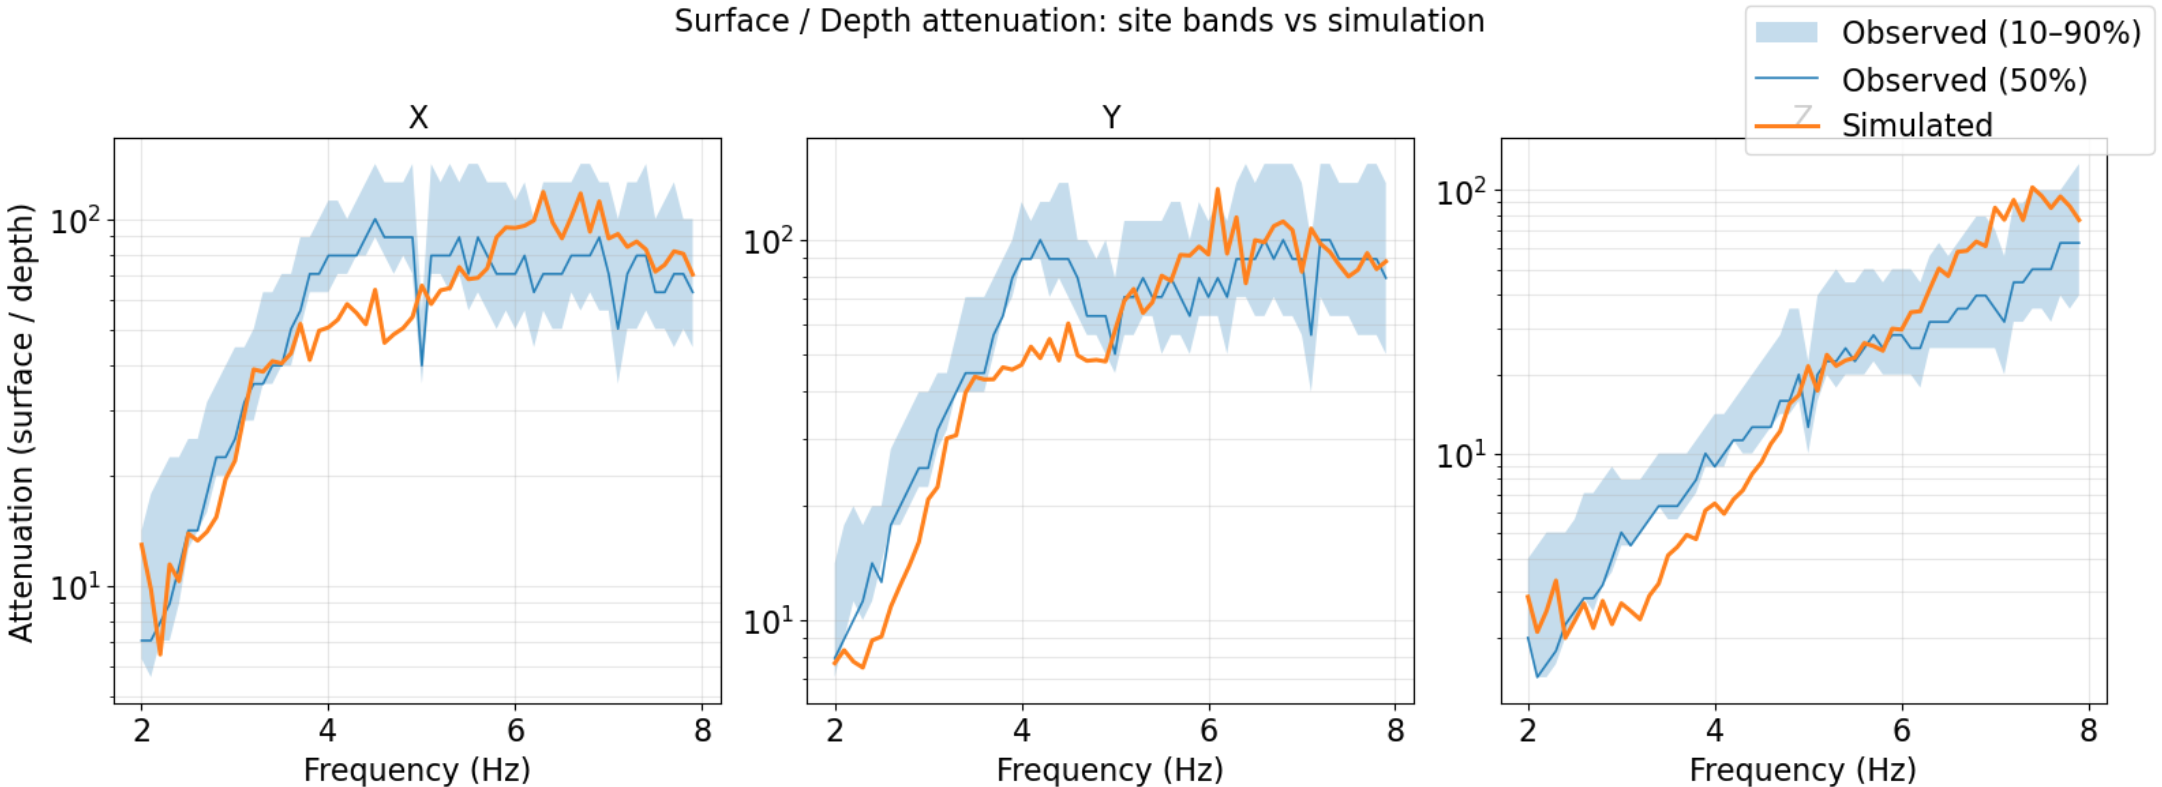 Surface / Depth attenuation: site bands vs simulation
Observed (10–90%)
Observed (50%)
Simulated
X
Y
Z
Attenuation (surface / depth)
10²
10¹
2 4 6 8
Frequency (Hz)
10²
10¹
2 4 6 8
Frequency (Hz)
10²
10¹
2 4 6 8
Frequency (Hz)